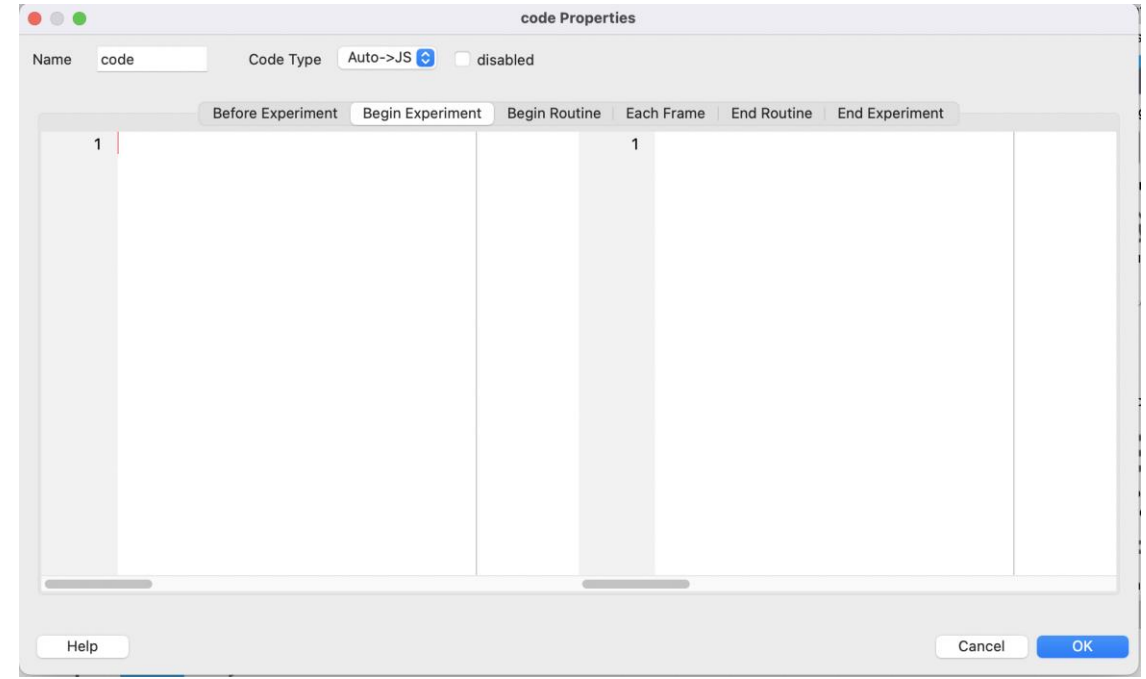 code Properties
Name code Code Type Auto->JS disabled
Before Experiment Begin Experiment Begin Routine Each Frame End Routine End Experiment
1 1
Help Cancel OK